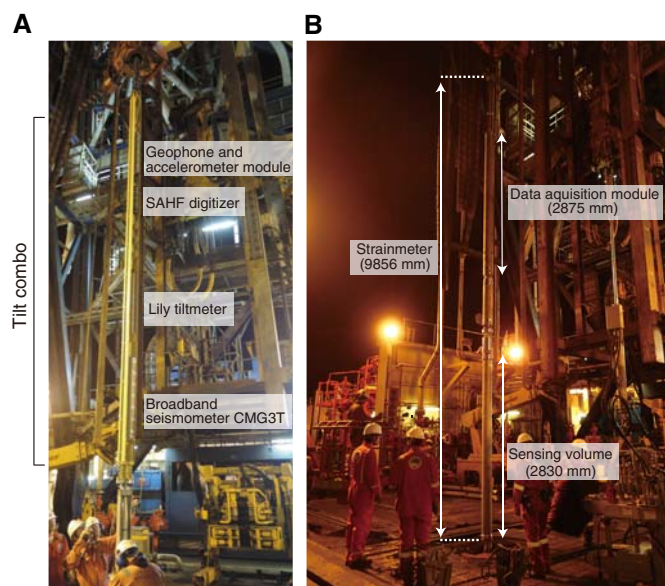 A
Tilt combo
Geophone and
accelerometer module
SAHF digitizer
Lily tiltmeter
Broadband
seismometer CMG3T
B
Strainmeter
(9856 mm)
Data aquisition module
(2875 mm)
Sensing volume
(2830 mm)